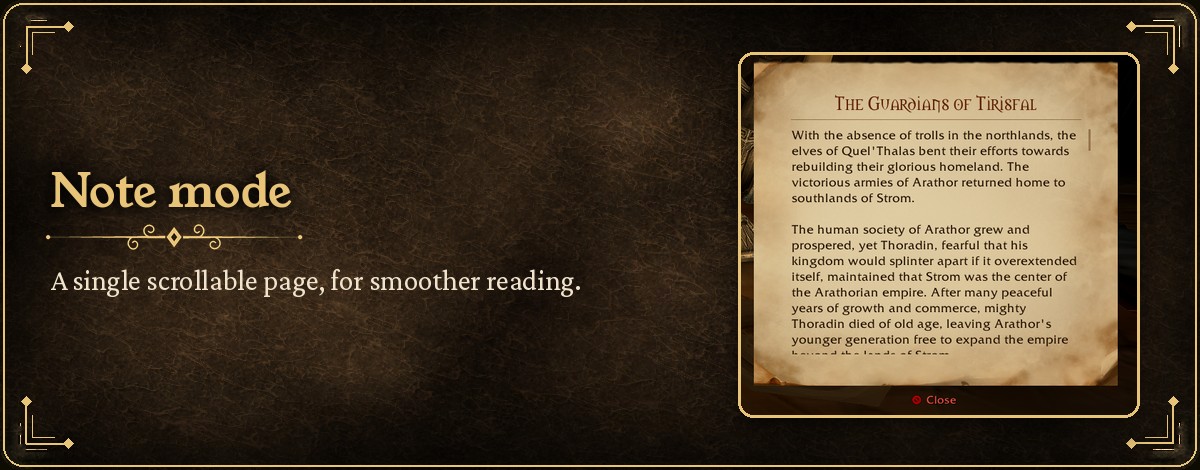 Note mode
A single scrollable page, for smoother reading.
The Guardians of Tirisfal
With the absence of trolls in the northlands, the
elves of Quel'Thalas bent their efforts towards
rebuilding their glorious homeland. The
victorious armies of Arathor returned home to
southlands of Strom.
The human society of Arathor grew and
prospered, yet Thoradin, fearful that his
kingdom would splinter apart if it overextended
itself, maintained that Strom was the center of
the Arathorian empire. After many peaceful
years of growth and commerce, mighty
Thoradin died of old age, leaving Arathor's
younger generation free to expand the empire
beyond the lands of Strom.
Close